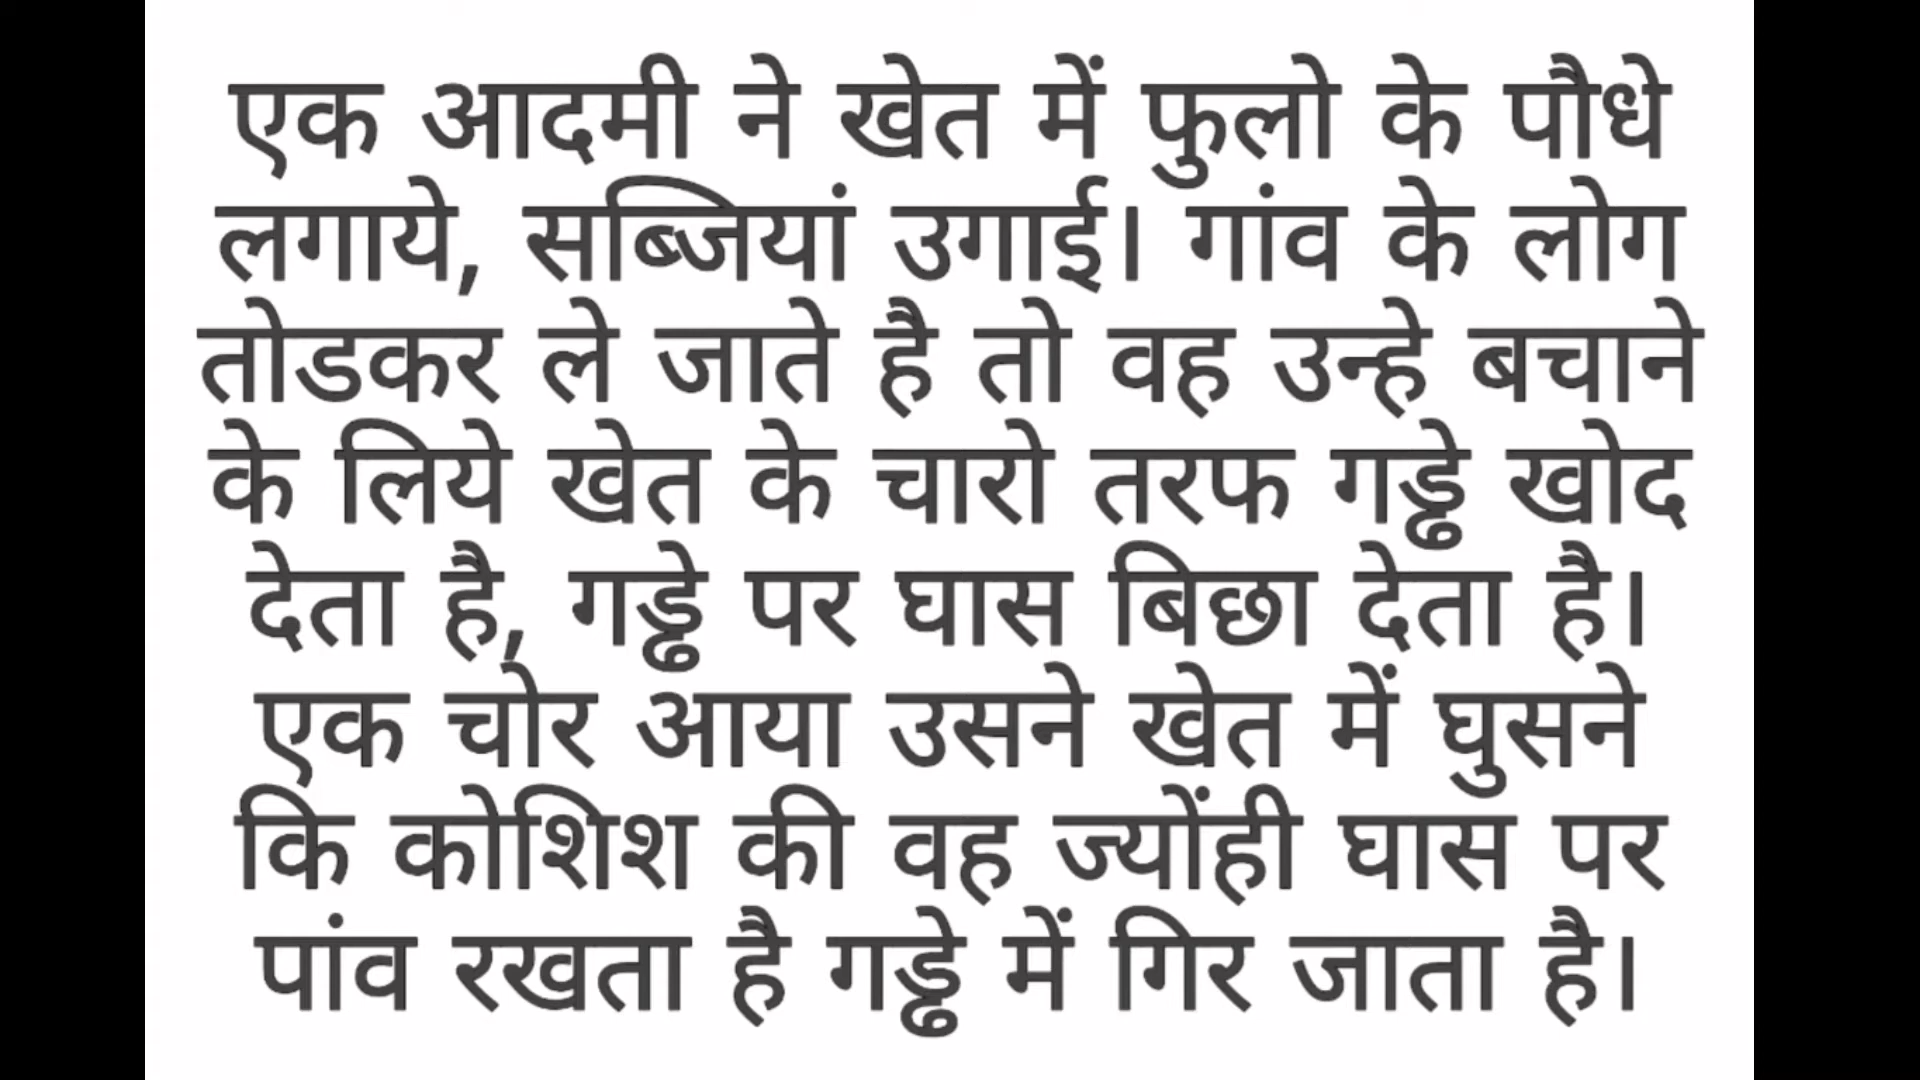 एक आदमी ने खेत में फुलो के पौधे
लगाये, सब्जियां उगाई। गांव के लोग
तोडकर ले जाते है तो वह उन्हे बचाने
के लिये खेत के चारो तरफ गड्ढे खोद
देता है, गड्ढे पर घास बिछा देता है।
एक चोर आया उसने खेत में घुसने
कि कोशिश की वह ज्योंही घास पर
पांव रखता है गड्ढे में गिर जाता है।